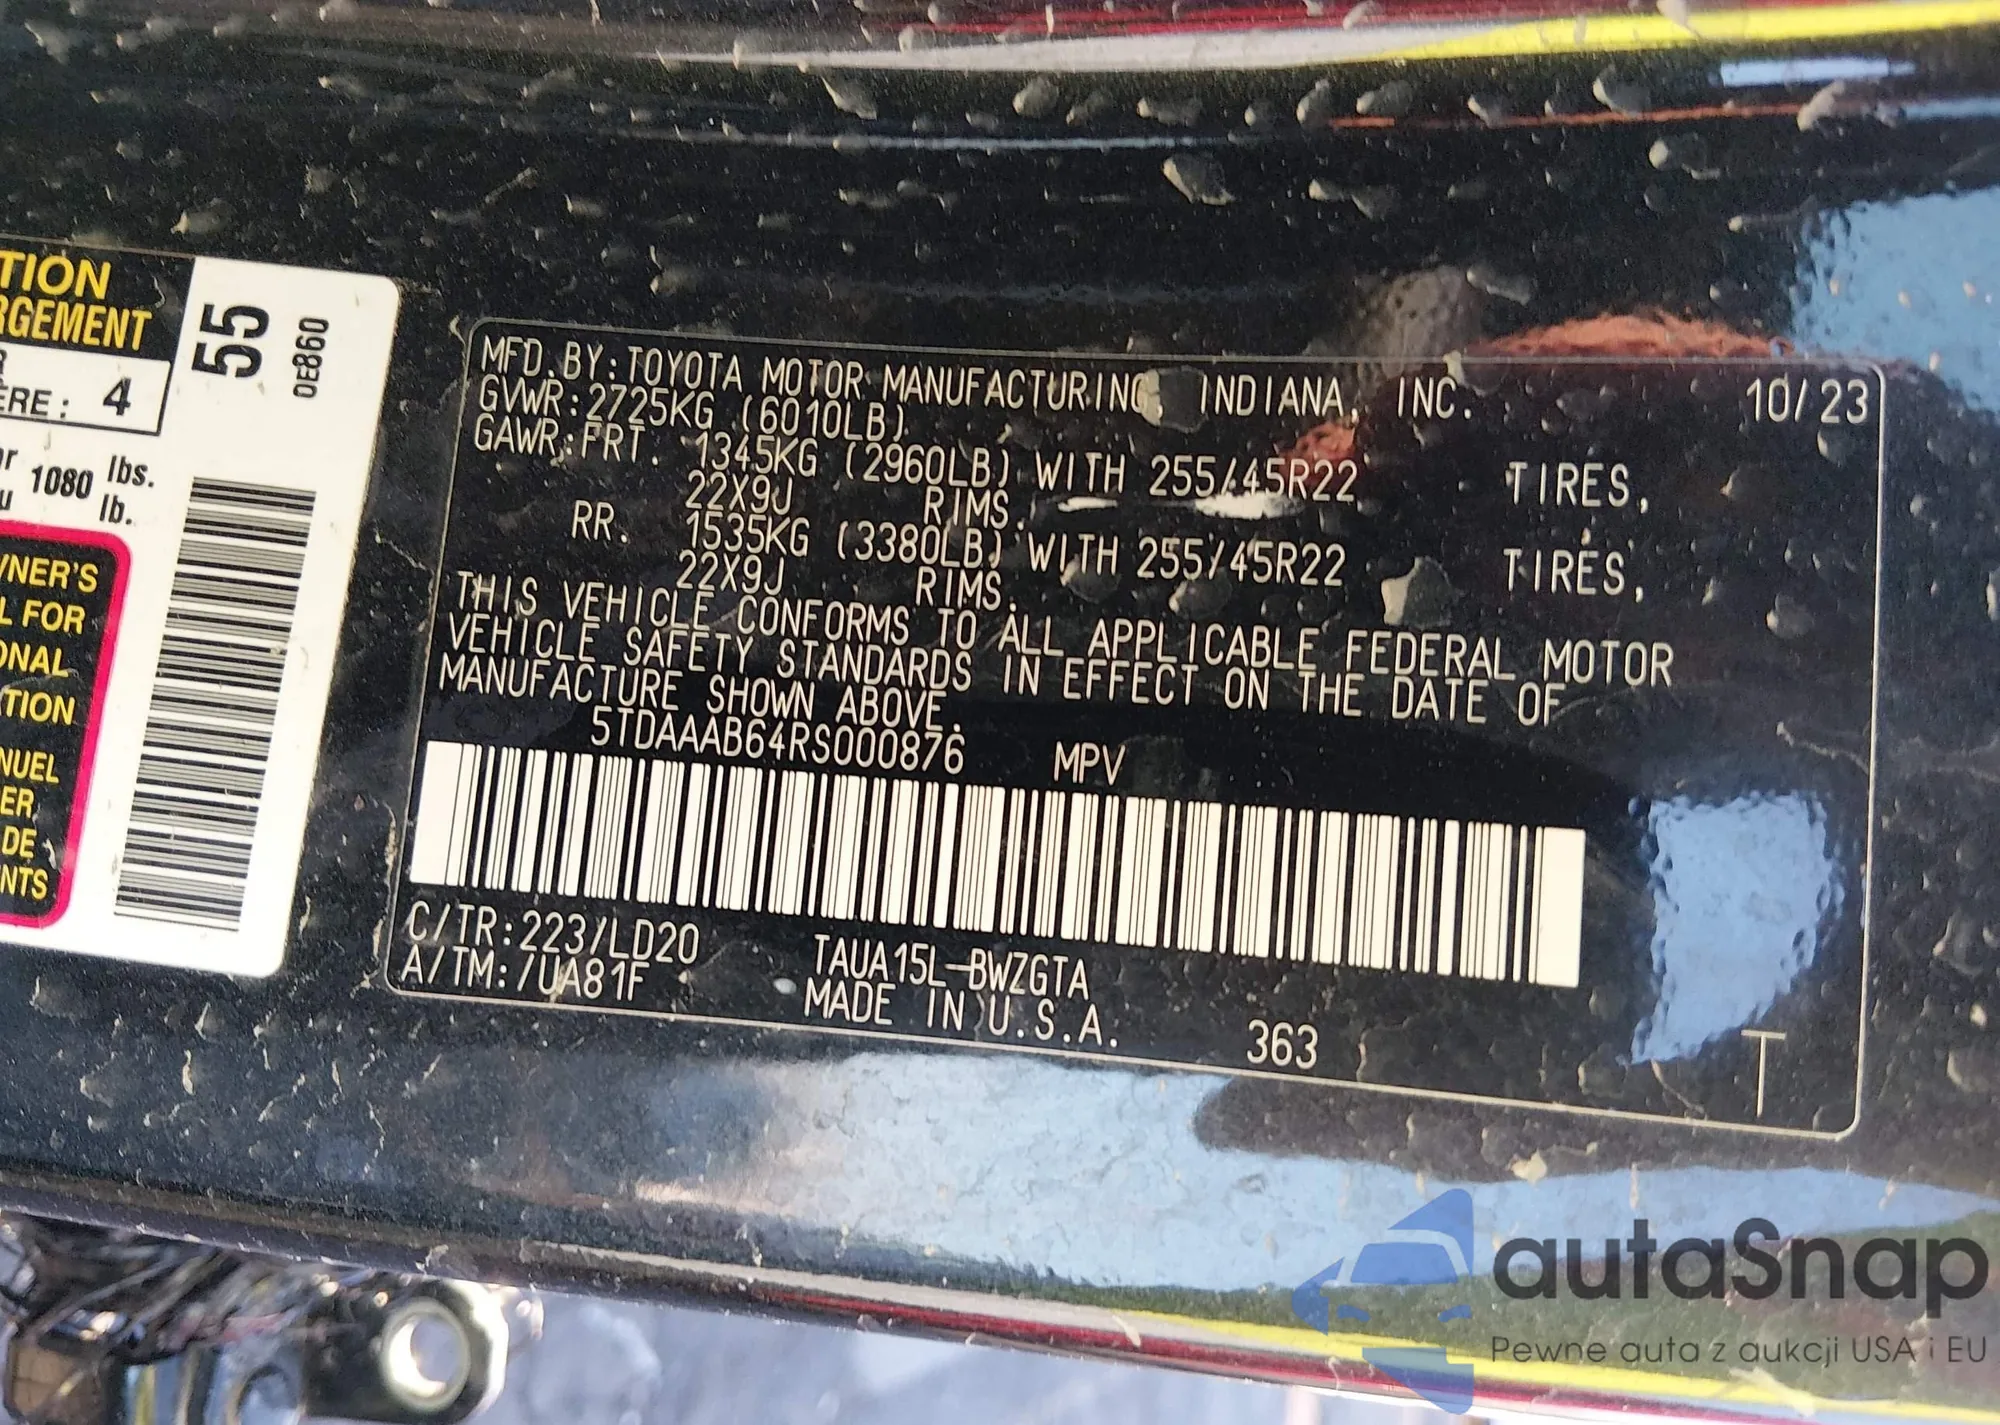 TION
RGEMENT
ERE: 4
1080 lbs.
lb.
55
0E860
WNER'S
L FOR
ONAL
TION
NUEL
ER
DE
NTS
MFD.BY:TOYOTA MOTOR MANUFACTURING, INDIANA, INC. 10/23
GVWR:2725KG (6010LB)
GAWR:FRT. 1345KG (2960LB) WITH 255/45R22 TIRES,
22X9J RIMS.
RR. 1535KG (3380LB) WITH 255/45R22 TIRES,
22X9J RIMS.
THIS VEHICLE CONFORMS TO ALL APPLICABLE FEDERAL MOTOR
VEHICLE SAFETY STANDARDS IN EFFECT ON THE DATE OF
MANUFACTURE SHOWN ABOVE.
5TDAAAB64RS000876 MPV
C/TR:223/LD20 TAUA15L-BWZGTA
A/TM:/UA81F MADE IN U.S.A. 363
T
autaSnap
Pewne auta z aukcji USA i EU